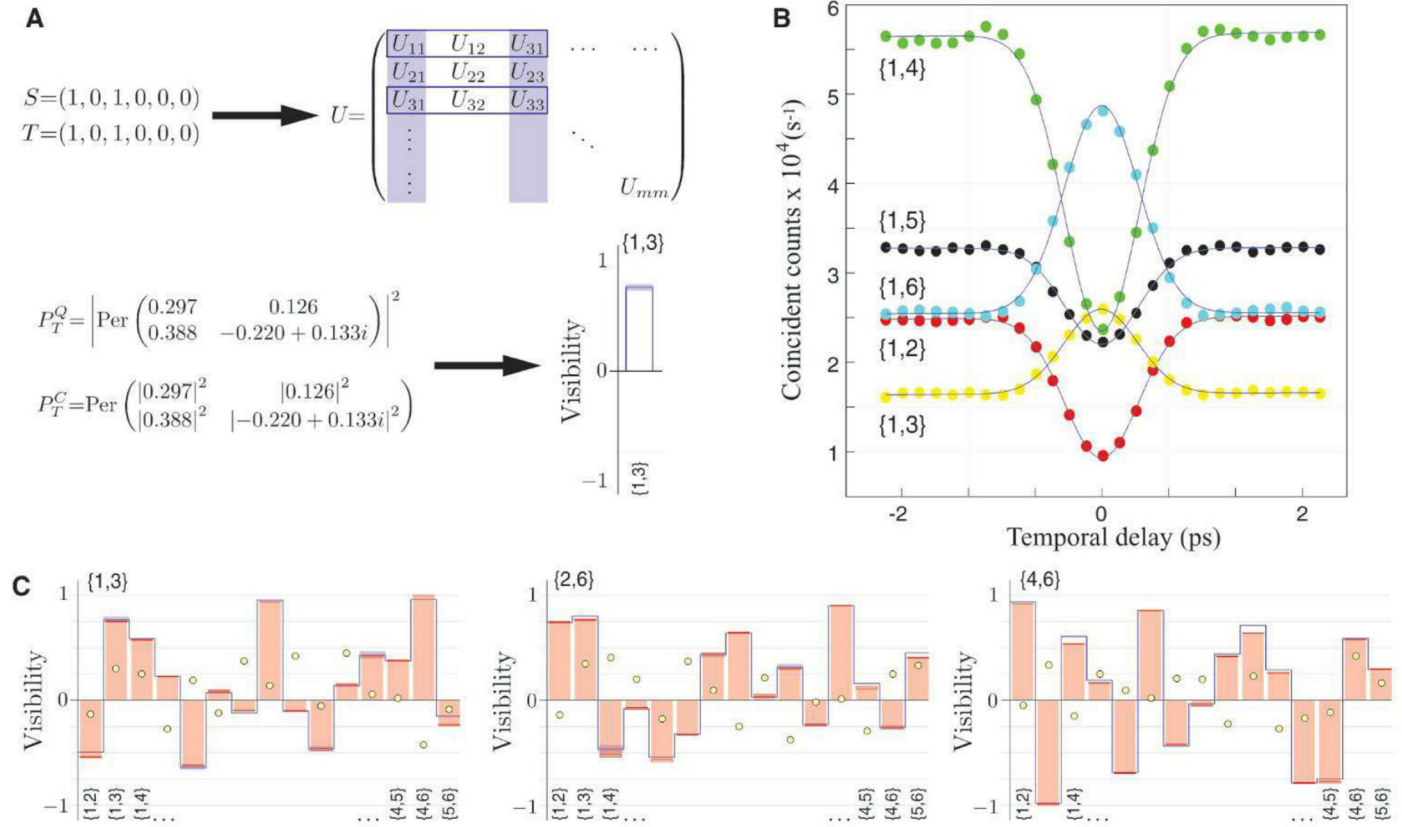 A
S=(1, 0, 1, 0, 0, 0)
T=(1, 0, 1, 0, 0, 0)
U=
U11 U12 U31 ... ...
U21 U22 U23
U31 U32 U33
⋮ ⋱
⋮ Umm
P_T^Q=|Per(0.297 0.126
0.388 −0.220 + 0.133i)|^2
P_T^C=Per(|0.297|^2 |0.126|^2
|0.388|^2 |−0.220 + 0.133i|^2)
{1,3}
Visibility
1
0
−1
{1,3}
B
Coincident counts x 10^4(s-1)
6
5
4
3
2
1
{1,4}
{1,5}
{1,6}
{1,2}
{1,3}
-2 0 2
Temporal delay (ps)
C
{1,3}
Visibility
1
0
−1
{1,2} {1,3} {1,4} ... ... {4,5} {4,6} {5,6}
{2,6}
Visibility
1
0
−1
{1,2} {1,3} {1,4} ... ... {4,5} {4,6} {5,6}
{4,6}
Visibility
1
0
−1
{1,2} {1,4} ... ... {4,5} {4,6} {5,6}